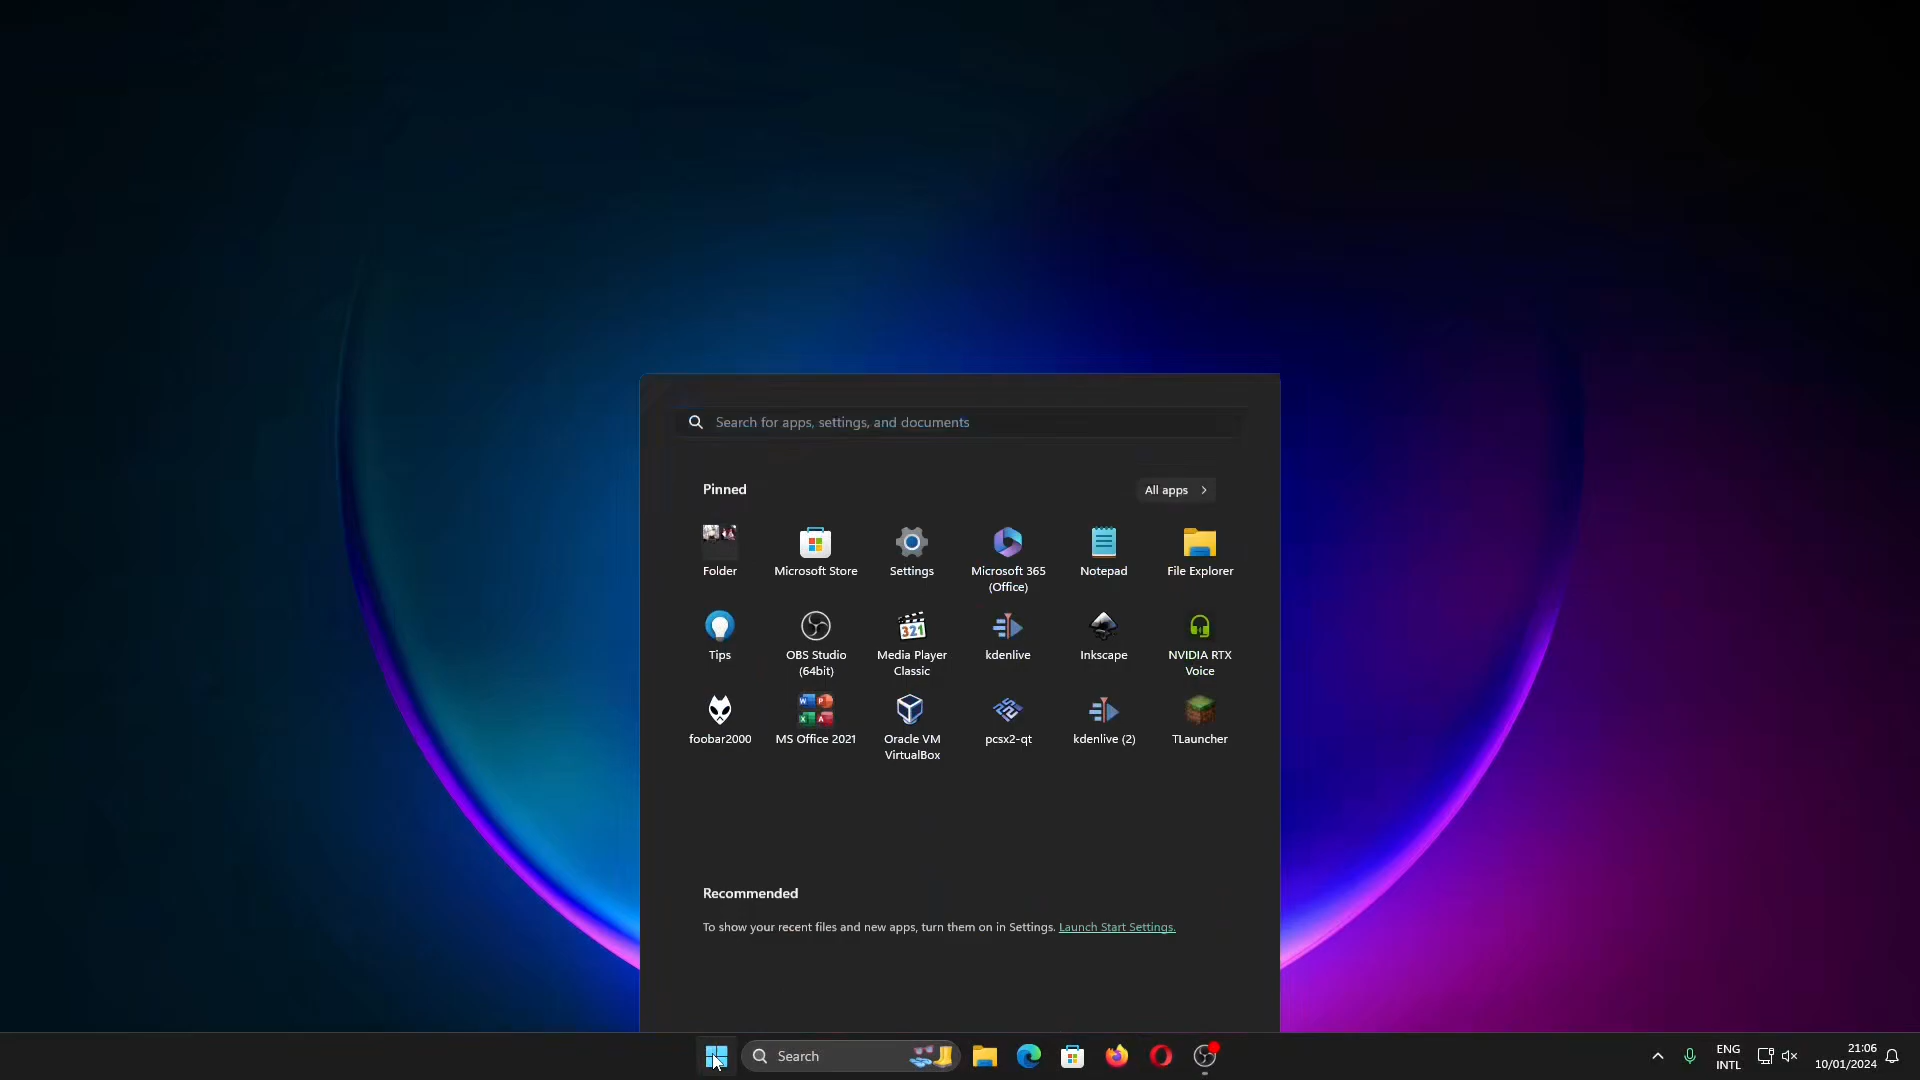 Search for apps, settings, and documents
Pinned
All apps
Folder
Microsoft Store
Settings
Microsoft 365
(Office)
Notepad
File Explorer
Tips
OBS Studio
(64bit)
Media Player
Classic
kdenlive
Inkscape
NVIDIA RTX
Voice
foobar2000
MS Office 2021
Oracle VM
VirtualBox
pcsx2-qt
kdenlive (2)
TLauncher
Recommended
To show your recent files and new apps, turn them on in Settings. Launch Start Settings.
Search
ENG
INTL
21:06
10/01/2024